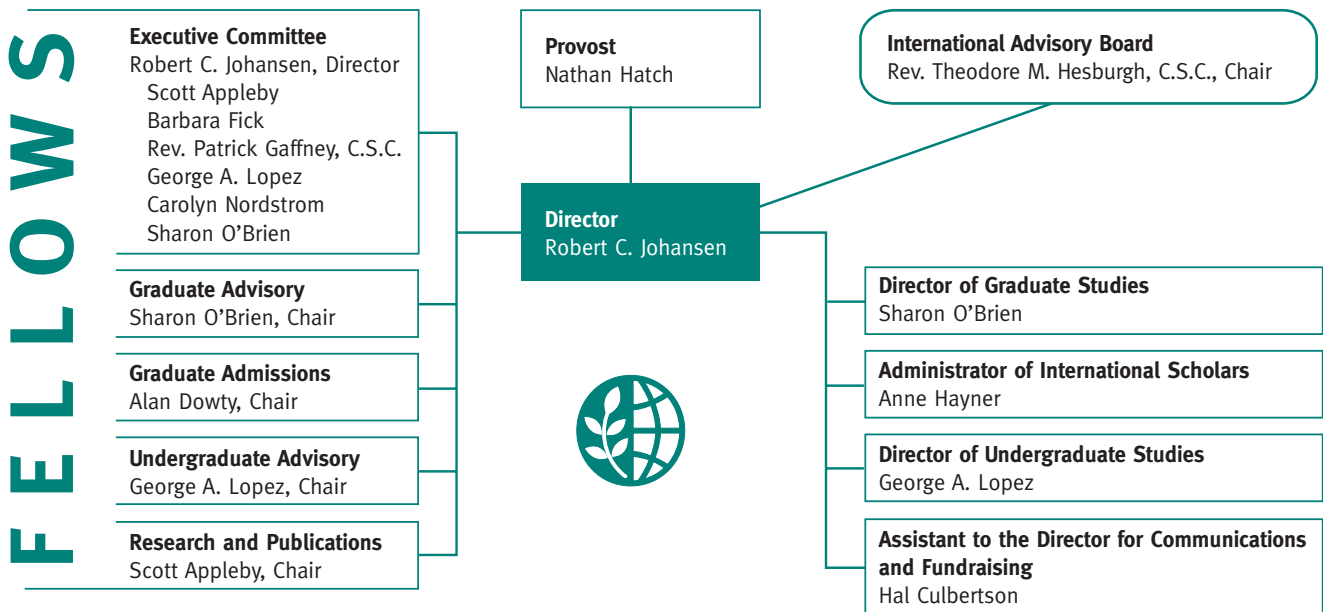 FELLOWS
Executive Committee
Robert C. Johansen, Director
Scott Appleby
Barbara Fick
Rev. Patrick Gaffney, C.S.C.
George A. Lopez
Carolyn Nordstrom
Sharon O’Brien
Graduate Advisory
Sharon O’Brien, Chair
Graduate Admissions
Alan Dowty, Chair
Undergraduate Advisory
George A. Lopez, Chair
Research and Publications
Scott Appleby, Chair
Provost
Nathan Hatch
Director
Robert C. Johansen
International Advisory Board
Rev. Theodore M. Hesburgh, C.S.C., Chair
Director of Graduate Studies
Sharon O’Brien
Administrator of International Scholars
Anne Hayner
Director of Undergraduate Studies
George A. Lopez
Assistant to the Director for Communications
and Fundraising
Hal Culbertson